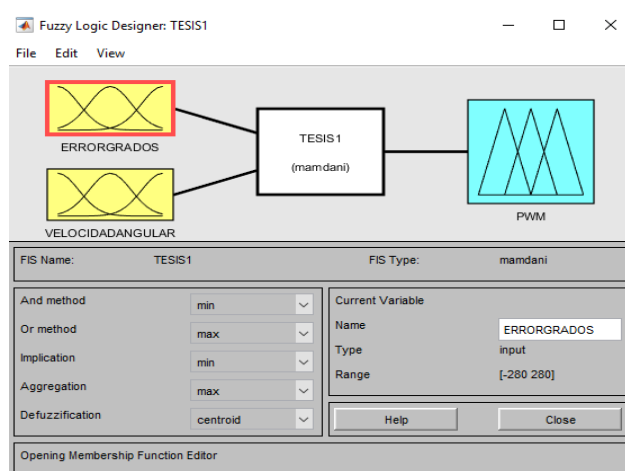 Fuzzy Logic Designer: TESIS1
File Edit View
ERRORGRADOS
VELOCIDADANGULAR
TESIS1
(mamdani)
PWM
FIS Name: TESIS1 FIS Type: mamdani
And method min
Or method max
Implication min
Aggregation max
Defuzzification centroid
Current Variable
Name ERRORGRADOS
Type input
Range [-280 280]
Help Close
Opening Membership Function Editor